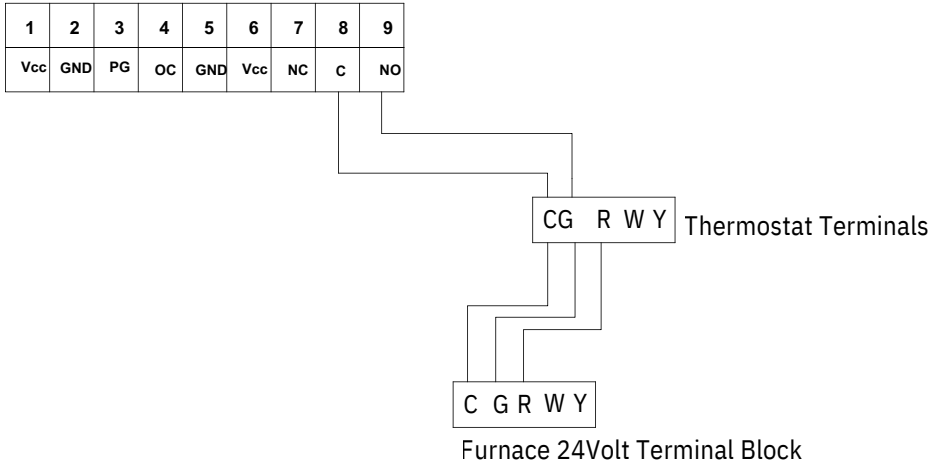 1 2 3 4 5 6 7 8 9
Vcc GND PG OC GND Vcc NC C NO
CG R W Y Thermostat Terminals
C G R W Y
Furnace 24Volt Terminal Block